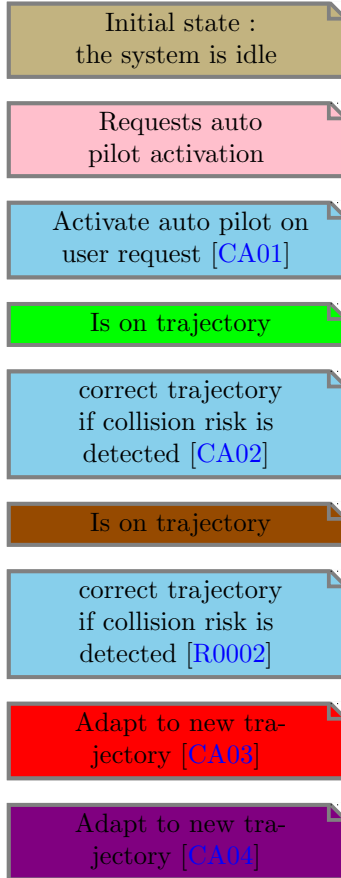 Initial state :
the system is idle
Requests auto
pilot activation
Activate auto pilot on
user request [CA01]
Is on trajectory
correct trajectory
if collision risk is
detected [CA02]
Is on trajectory
correct trajectory
if collision risk is
detected [R0002]
Adapt to new tra-
jectory [CA03]
Adapt to new tra-
jectory [CA04]